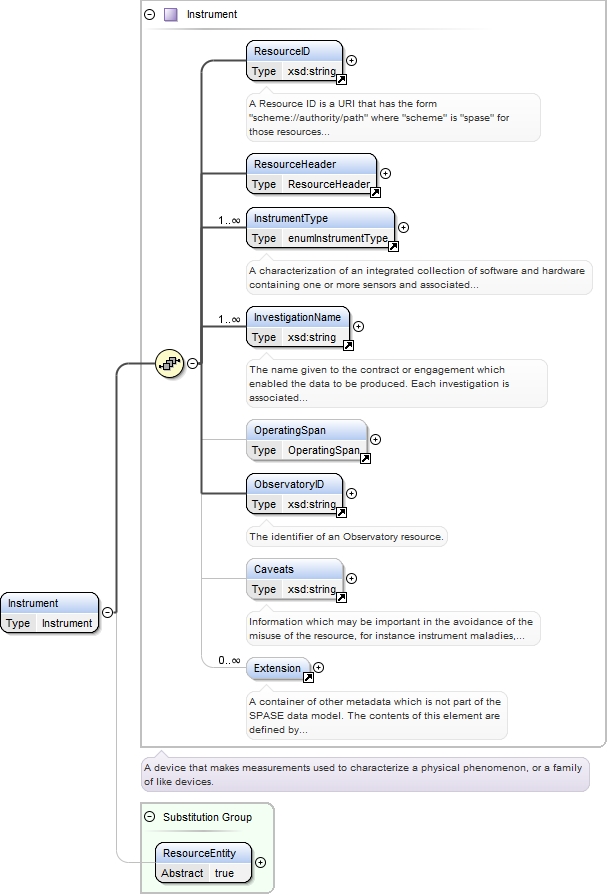 Instrument
ResourceID
Type xsd:string
A Resource ID is a URI that has the form
"scheme://authority/path" where "scheme" is "spase" for
those resources...
ResourceHeader
Type ResourceHeader
1..∞
InstrumentType
Type enumInstrumentType
A characterization of an integrated collection of software and hardware
containing one or more sensors and associated...
1..∞
InvestigationName
Type xsd:string
The name given to the contract or engagement which
enabled the data to be produced. Each investigation is
associated...
OperatingSpan
Type OperatingSpan
ObservatoryID
Type xsd:string
The identifier of an Observatory resource.
Caveats
Type xsd:string
Instrument
Type Instrument
Information which may be important in the avoidance of the
misuse of the resource, for instance instrument maladies,...
0..∞
Extension
A container of other metadata which is not part of the
SPASE data model. The contents of this element are
defined by...
A device that makes measurements used to characterize a physical phenomenon, or a family
of like devices.
Substitution Group
ResourceEntity
Abstract true